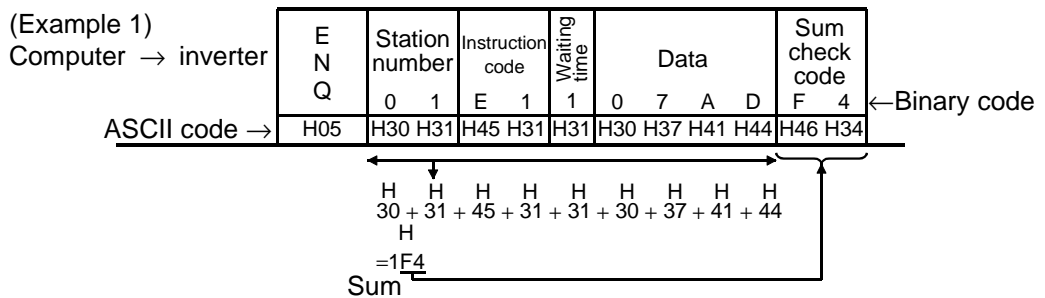 (Example 1)
Computer → inverter
E
N
Q
Station number
Instruction code
Waiting time
Data
Sum check code
0 1 E 1 1 0 7 A D F 4 ←Binary code
ASCII code → H05 H30 H31 H45 H31 H31 H30 H37 H41 H44 H46 H34
H H H H H H H H H
30 + 31 + 45 + 31 + 31 + 30 + 37 + 41 + 44
H
=1F4
Sum